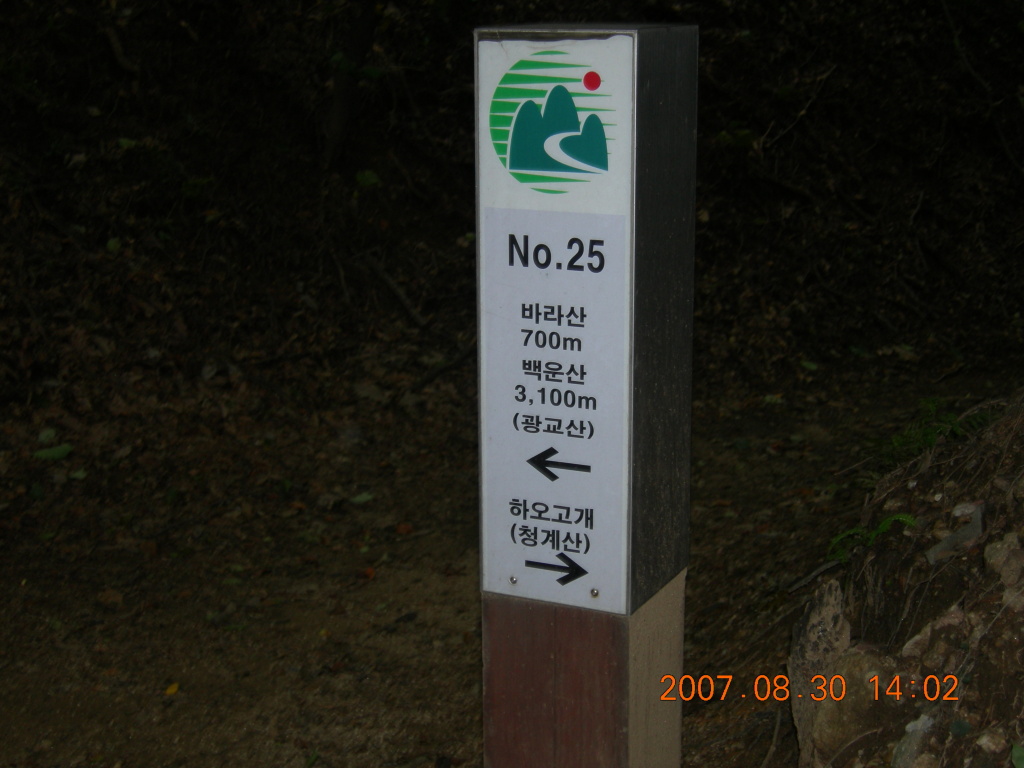 No.25
바라산
700m
백운산
3,100m
(광교산)
←
하오고개
(청계산)
→
2007.08.30 14:02